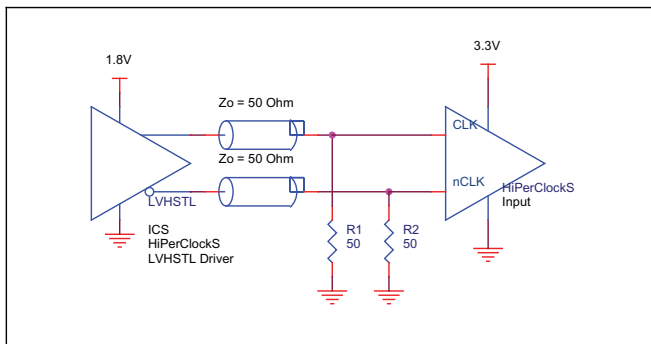 1.8V
3.3V
Zo = 50 Ohm
CLK
Zo = 50 Ohm
nCLK
HiPerClockS
Input
LVHSTL
ICS
HiPerClockS
LVHSTL Driver
R1
50
R2
50